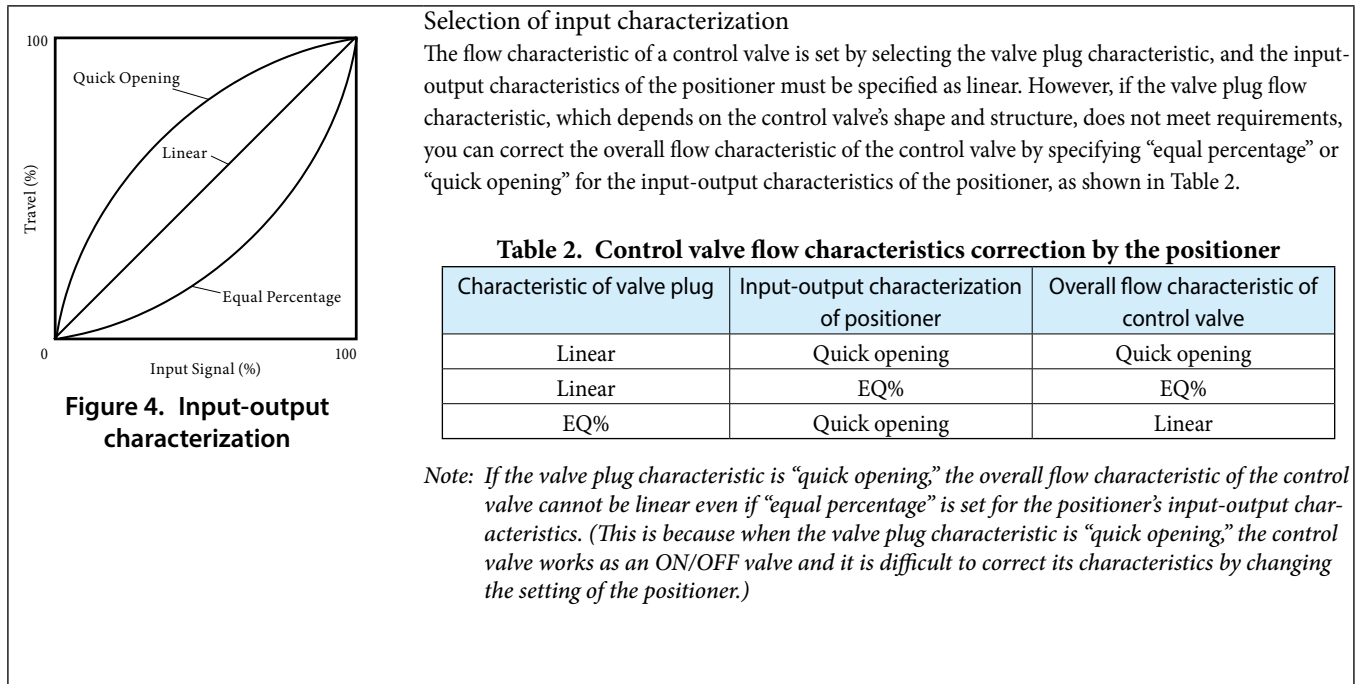 100
Quick Opening
Linear
Travel (%)
Equal Percentage
0
100
Input Signal (%)
Figure 4. Input-output
characterization
Selection of input characterization
The flow characteristic of a control valve is set by selecting the valve plug characteristic, and the input-
output characteristics of the positioner must be specified as linear. However, if the valve plug flow
characteristic, which depends on the control valve’s shape and structure, does not meet requirements,
you can correct the overall flow characteristic of the control valve by specifying “equal percentage” or
“quick opening” for the input-output characteristics of the positioner, as shown in Table 2.
Table 2. Control valve flow characteristics correction by the positioner
Characteristic of valve plug
Input-output characterization
of positioner
Overall flow characteristic of
control valve
Linear
Quick opening
Quick opening
Linear
EQ%
EQ%
EQ%
Quick opening
Linear
Note: If the valve plug characteristic is “quick opening,” the overall flow characteristic of the control
valve cannot be linear even if “equal percentage” is set for the positioner’s input-output char-
acteristics. (This is because when the valve plug characteristic is “quick opening,” the control
valve works as an ON/OFF valve and it is difficult to correct its characteristics by changing
the setting of the positioner.)